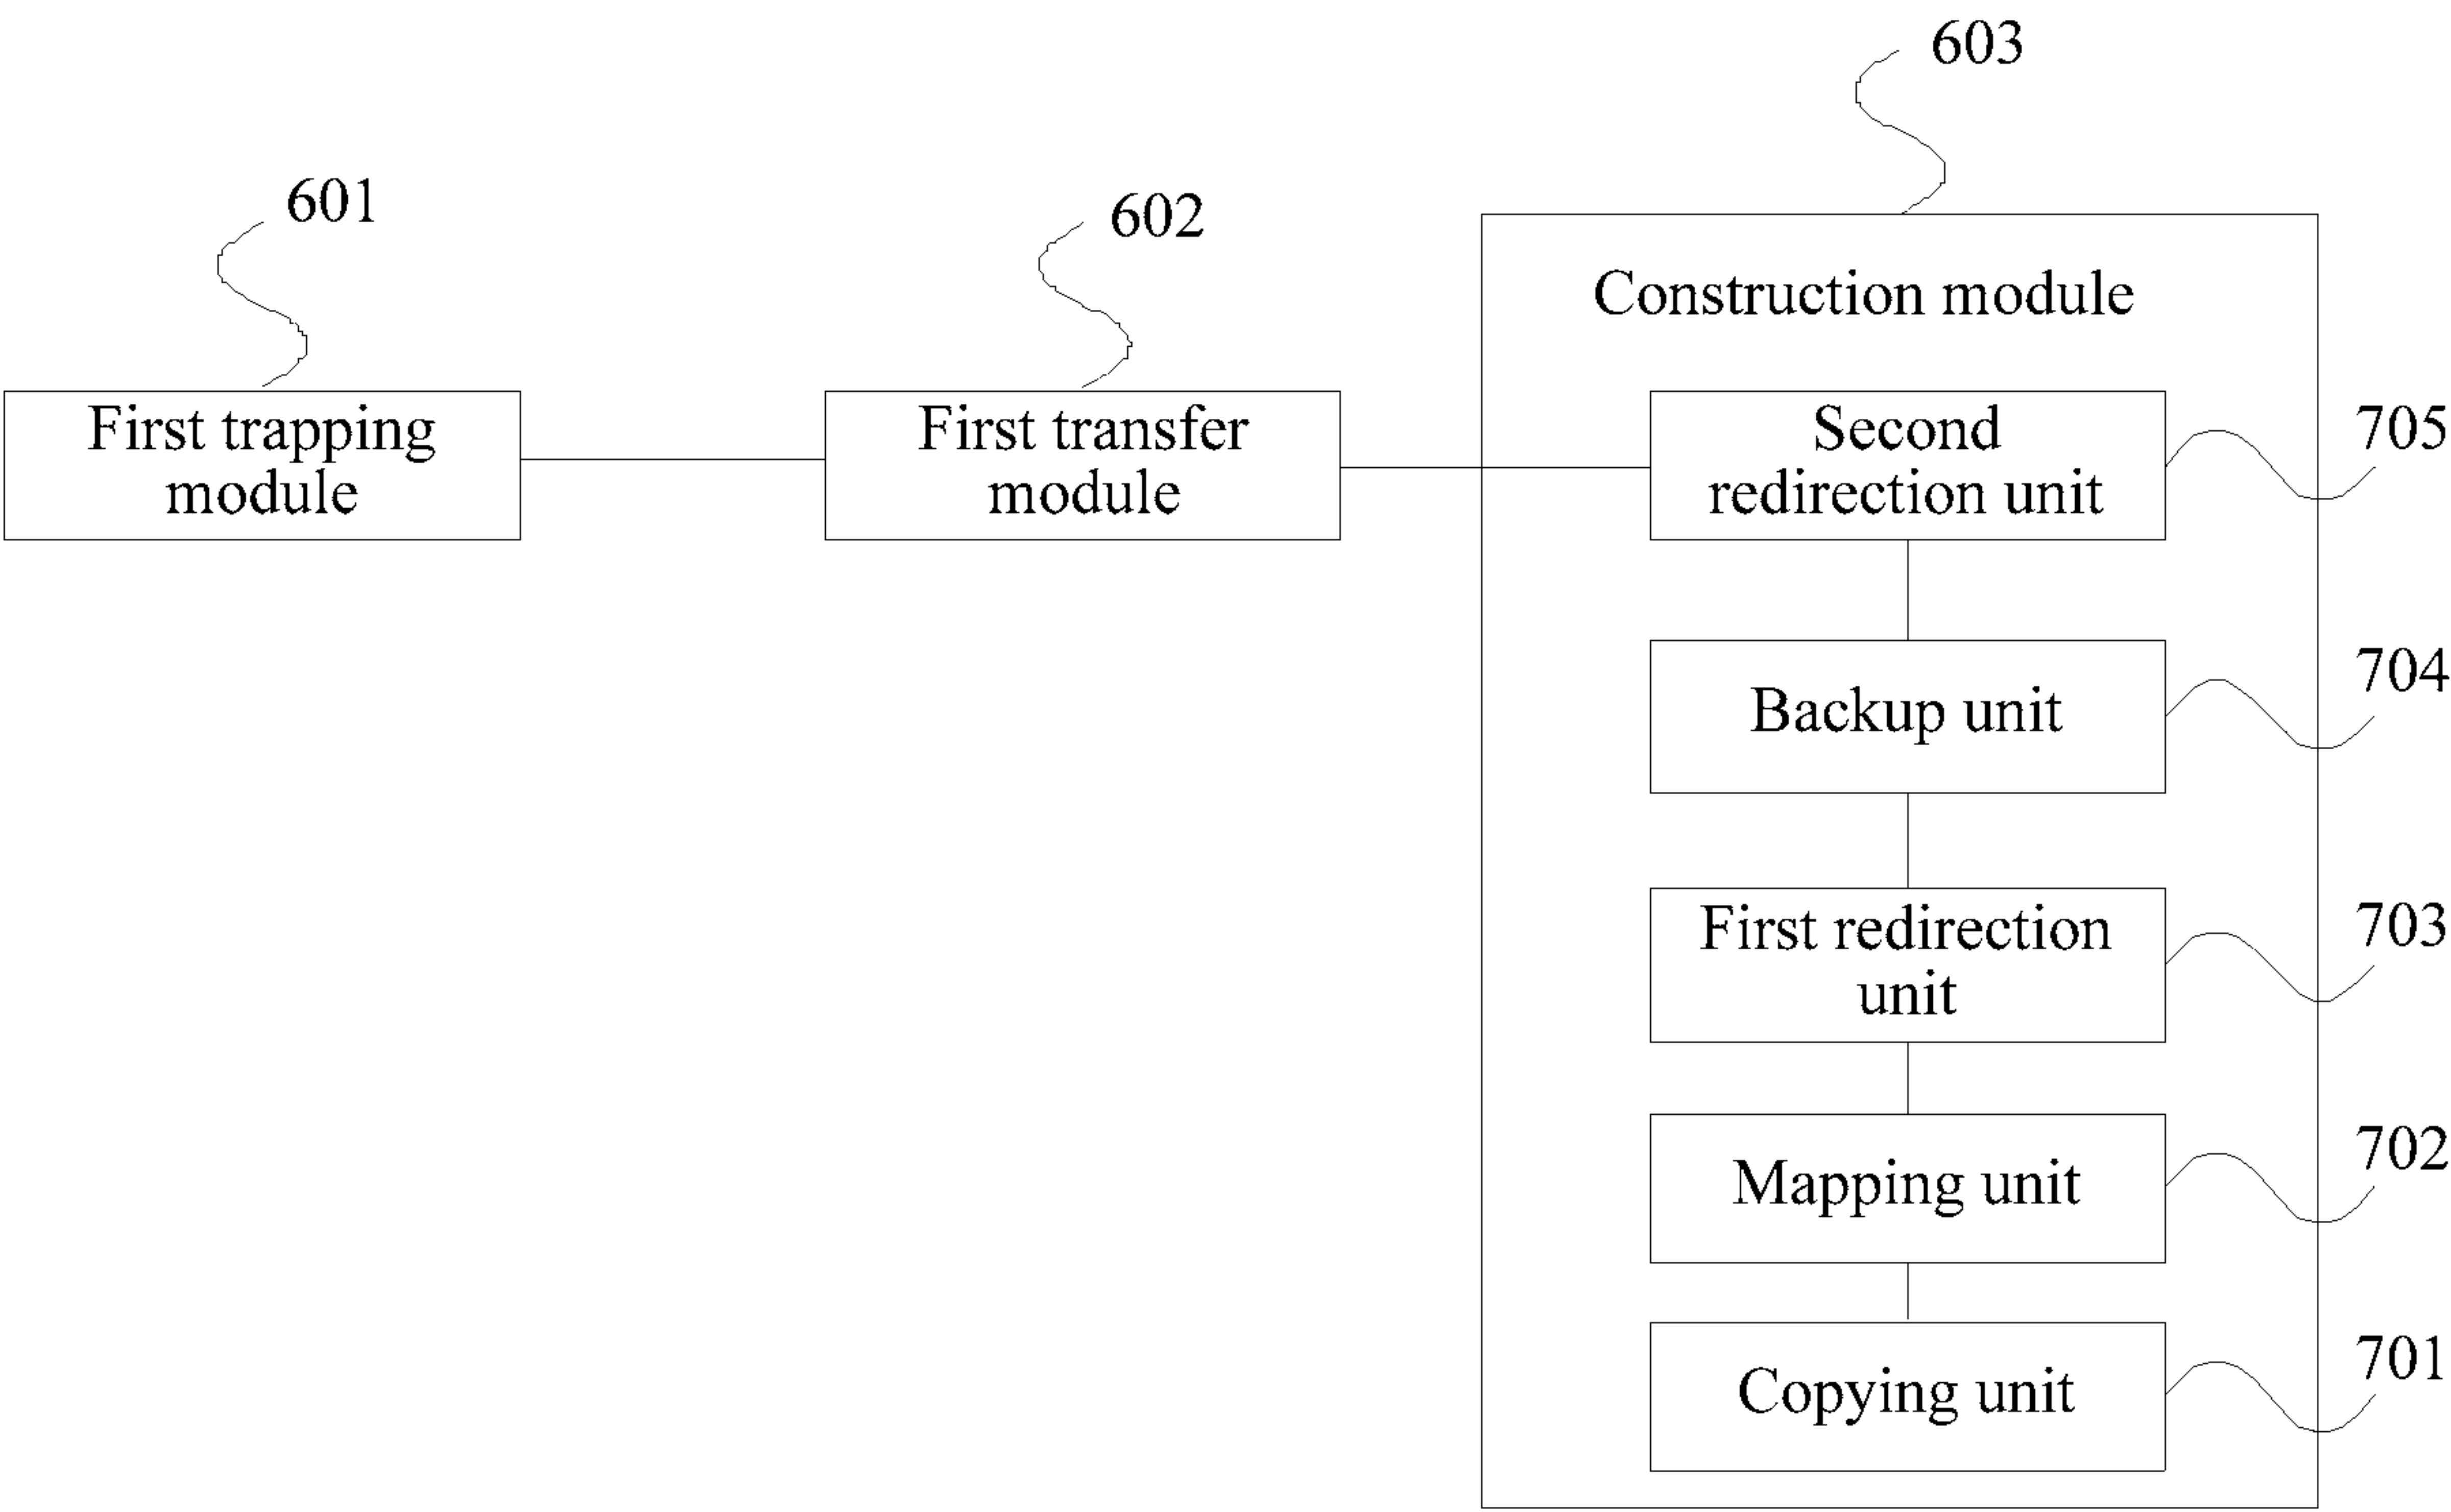 603
601
602
Construction module
First trapping
module
First transfer
module
Second
redirection unit
705
Backup unit
704
First redirection
unit
703
Mapping unit
702
Copying unit
701